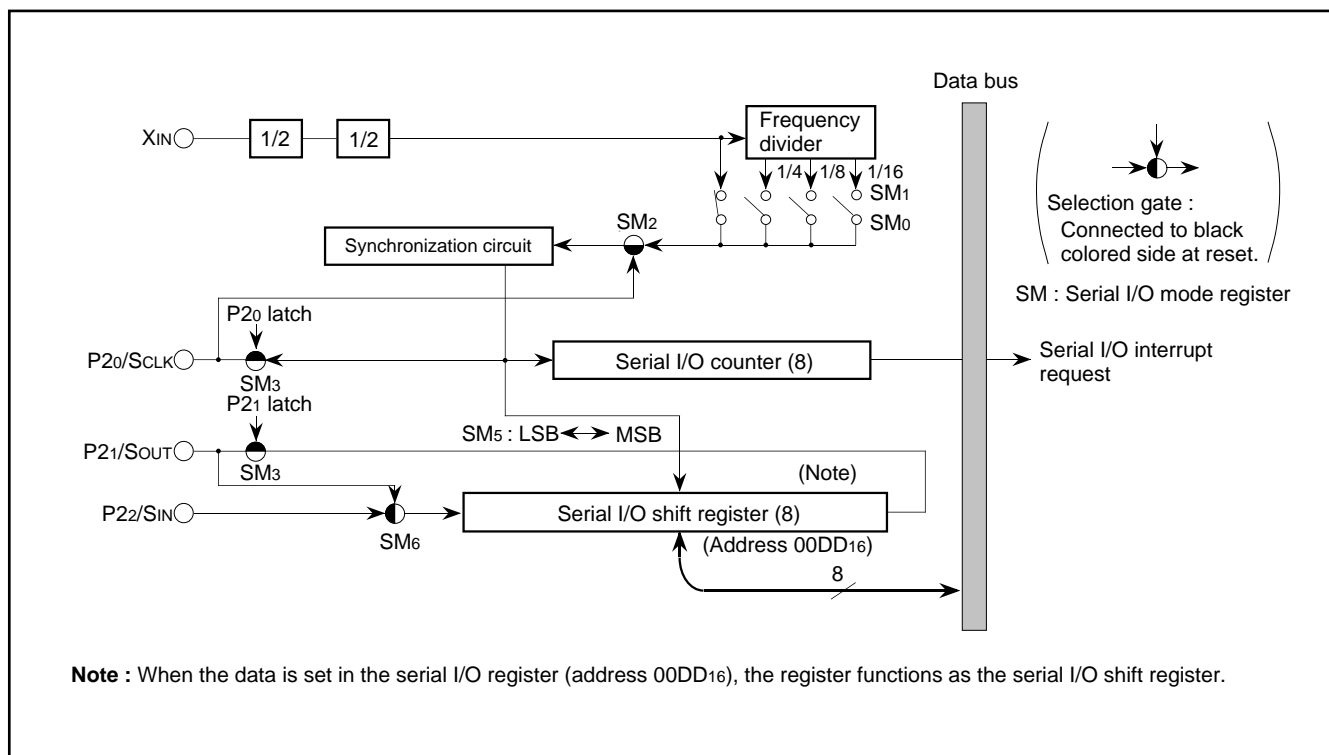 Data bus
XIN
1/2
1/2
Frequency
divider
1/4
1/8
1/16
SM1
SM0
Selection gate :
Connected to black
colored side at reset.
SM : Serial I/O mode register
SM2
Synchronization circuit
P20 latch
P20/SCLK
SM3
Serial I/O counter (8)
Serial I/O interrupt
request
P21 latch
SM5 : LSB
MSB
P21/SOUT
SM3
(Note)
P22/SIN
SM6
Serial I/O shift register (8)
(Address 00DD16)
8
Note : When the data is set in the serial I/O register (address 00DD16), the register functions as the serial I/O shift register.